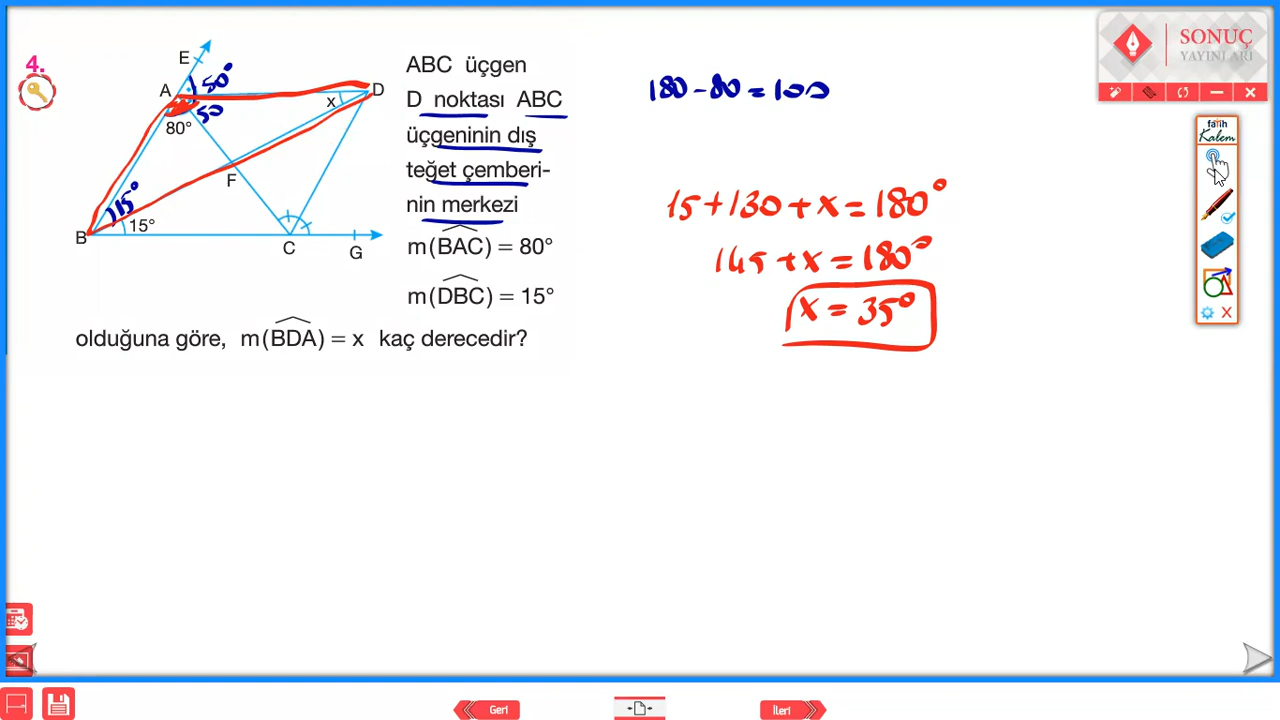 4.
E
A
50°
50
D
x
80°
F
15°
15°
B
C
G
ABC üçgen
D noktası ABC
üçgeninin dış
teğet çemberi-
nin merkezi
m(BAC) = 80°
m(DBC) = 15°
olduğuna göre, m(BDA) = x kaç derecedir?
180 - 80 = 100
15 + 130 + x = 180°
145 + x = 180°
x = 35°
SONUÇ
YAYINLARI
fatih
Kalem
Geri
İleri